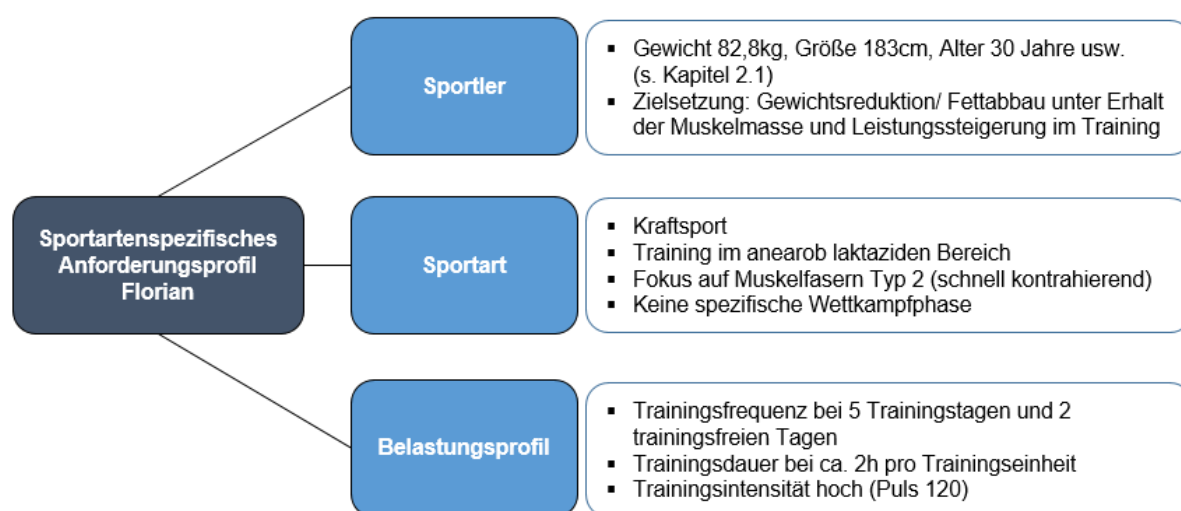 Sportler
▪ Gewicht 82,8kg, Größe 183cm, Alter 30 Jahre usw.
(s. Kapitel 2.1)
▪ Zielsetzung: Gewichtsreduktion/ Fettabbau unter Erhalt
der Muskelmasse und Leistungssteigerung im Training
Sportartenspezifisches
Anforderungsprofil
Florian
Sportart
▪ Kraftsport
▪ Training im anearob laktaziden Bereich
▪ Fokus auf Muskelfasern Typ 2 (schnell kontrahierend)
▪ Keine spezifische Wettkampfphase
Belastungsprofil
▪ Trainingsfrequenz bei 5 Trainingstagen und 2
trainingsfreien Tagen
▪ Trainingsdauer bei ca. 2h pro Trainingseinheit
▪ Trainingsintensität hoch (Puls 120)